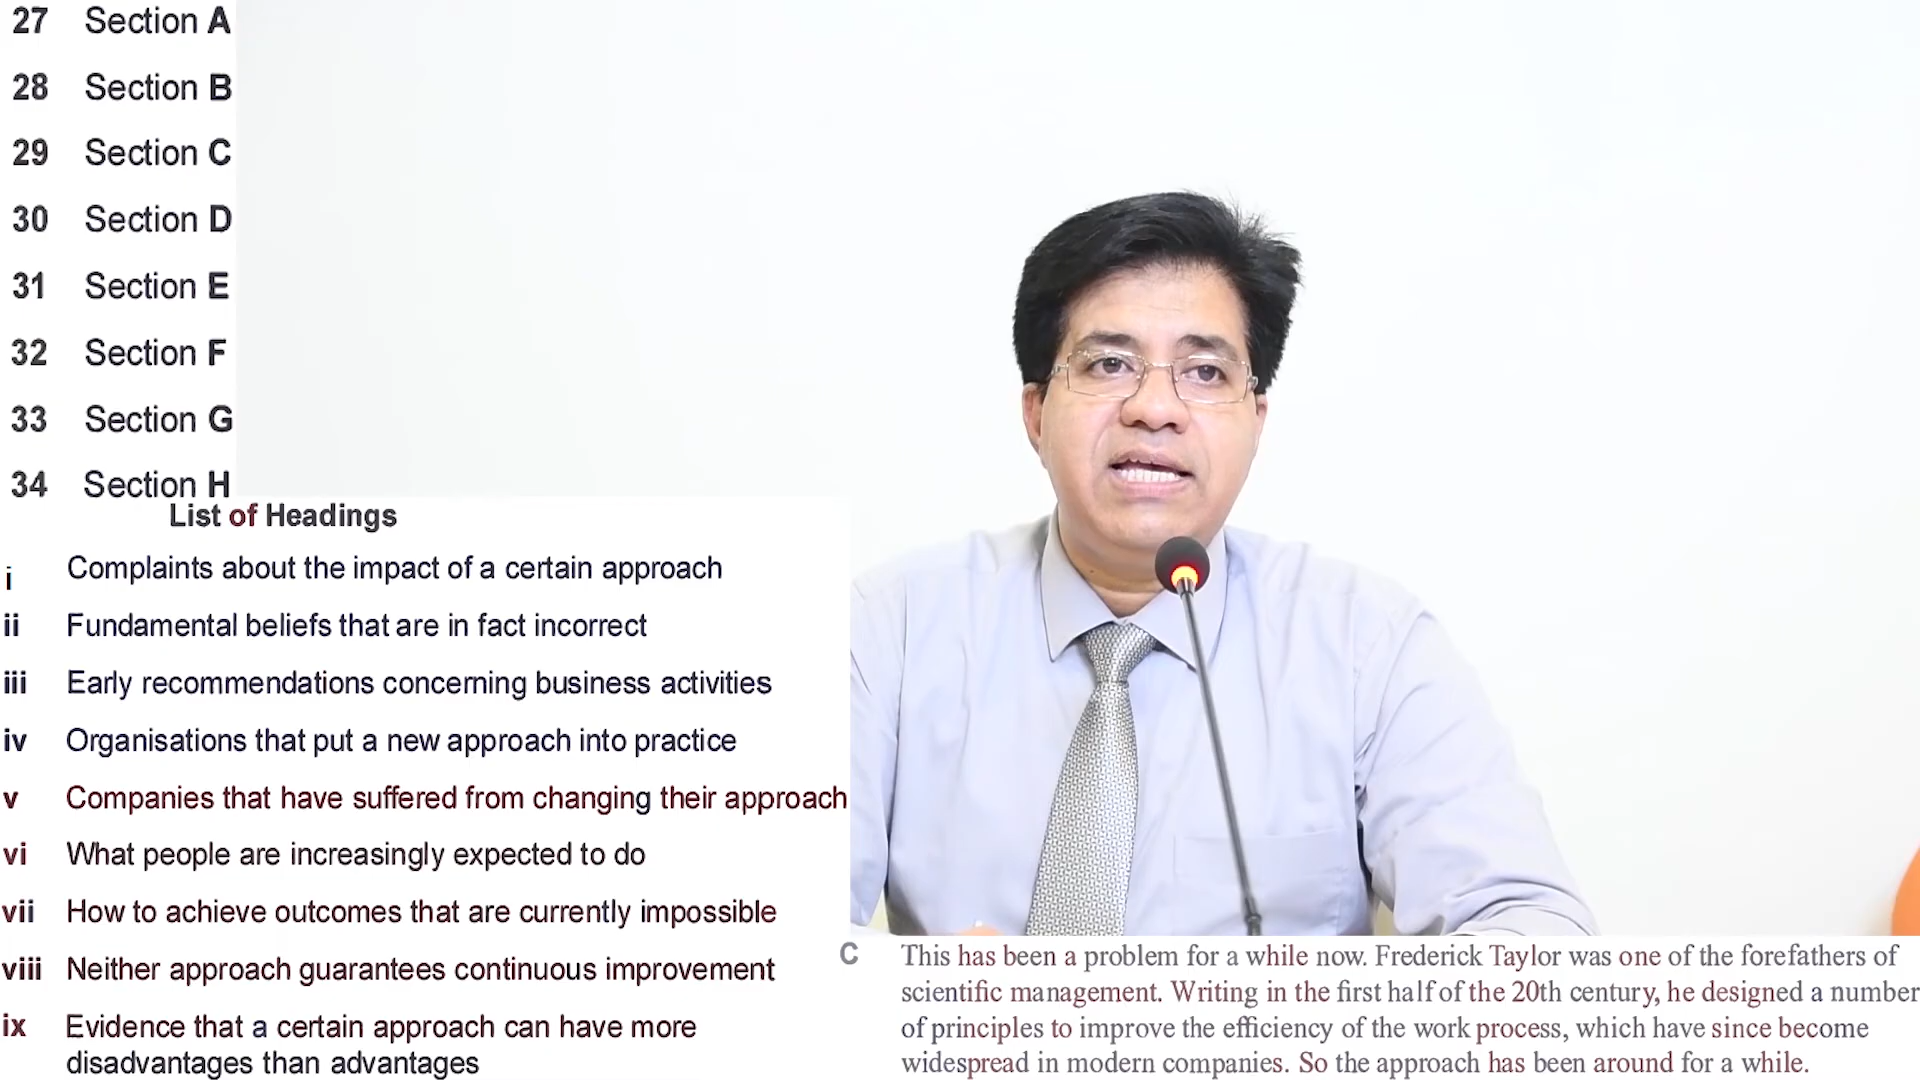 27 Section A
28 Section B
29 Section C
30 Section D
31 Section E
32 Section F
33 Section G
34 Section H
List of Headings
i Complaints about the impact of a certain approach
ii Fundamental beliefs that are in fact incorrect
iii Early recommendations concerning business activities
iv Organisations that put a new approach into practice
v Companies that have suffered from changing their approach
vi What people are increasingly expected to do
vii How to achieve outcomes that are currently impossible
viii Neither approach guarantees continuous improvement
ix Evidence that a certain approach can have more
disadvantages than advantages
C This has been a problem for a while now. Frederick Taylor was one of the forefathers of
scientific management. Writing in the first half of the 20th century, he designed a number
of principles to improve the efficiency of the work process, which have since become
widespread in modern companies. So the approach has been around for a while.